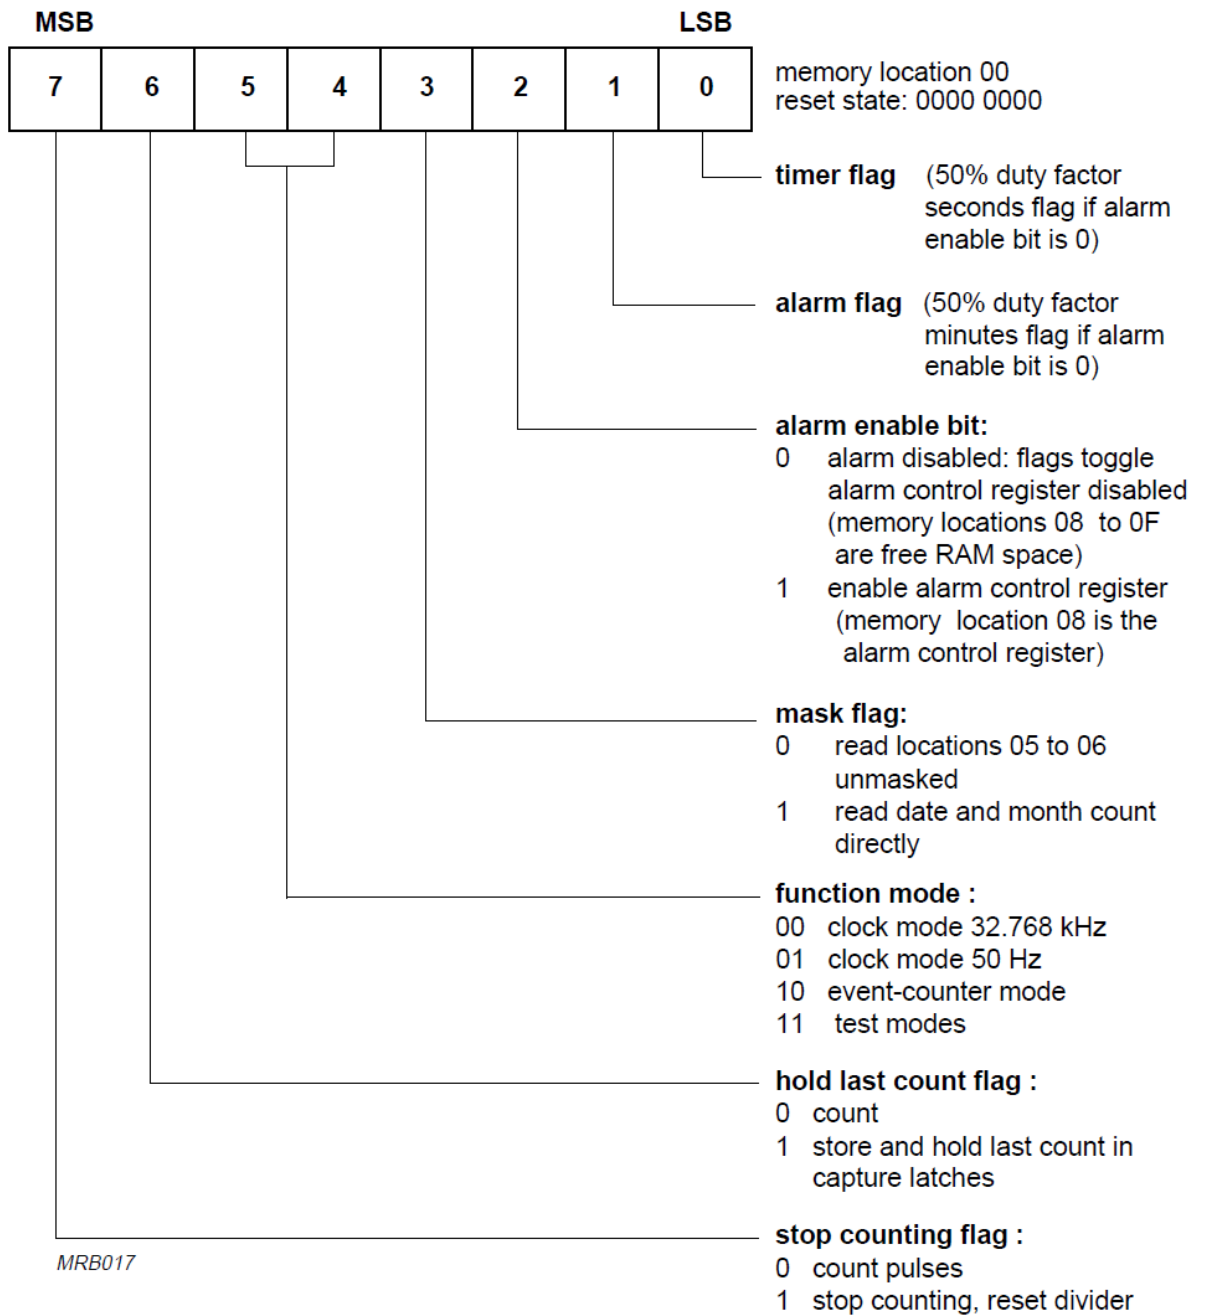 MSB LSB
7 6 5 4 3 2 1 0
memory location 00
reset state: 0000 0000
timer flag (50% duty factor
seconds flag if alarm
enable bit is 0)
alarm flag (50% duty factor
minutes flag if alarm
enable bit is 0)
alarm enable bit:
0 alarm disabled: flags toggle
alarm control register disabled
(memory locations 08 to 0F
are free RAM space)
1 enable alarm control register
(memory location 08 is the
alarm control register)
mask flag:
0 read locations 05 to 06
unmasked
1 read date and month count
directly
function mode :
00 clock mode 32.768 kHz
01 clock mode 50 Hz
10 event-counter mode
11 test modes
hold last count flag :
0 count
1 store and hold last count in
capture latches
stop counting flag :
0 count pulses
1 stop counting, reset divider
MRB017